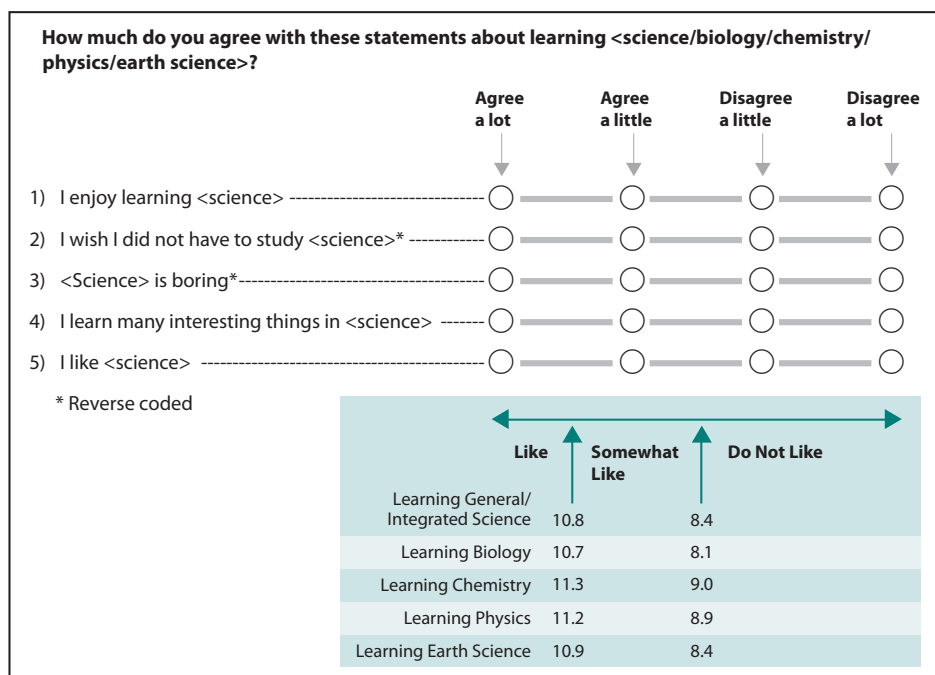 How much do you agree with these statements about learning <science/biology/chemistry/
physics/earth science>?
Agree a lot Agree a little Disagree a little Disagree a lot
1) I enjoy learning <science>
2) I wish I did not have to study <science>*
3) <Science> is boring*
4) I learn many interesting things in <science>
5) I like <science>
* Reverse coded
Like Somewhat Like Do Not Like
Learning General/
Integrated Science 10.8 8.4
Learning Biology 10.7 8.1
Learning Chemistry 11.3 9.0
Learning Physics 11.2 8.9
Learning Earth Science 10.9 8.4